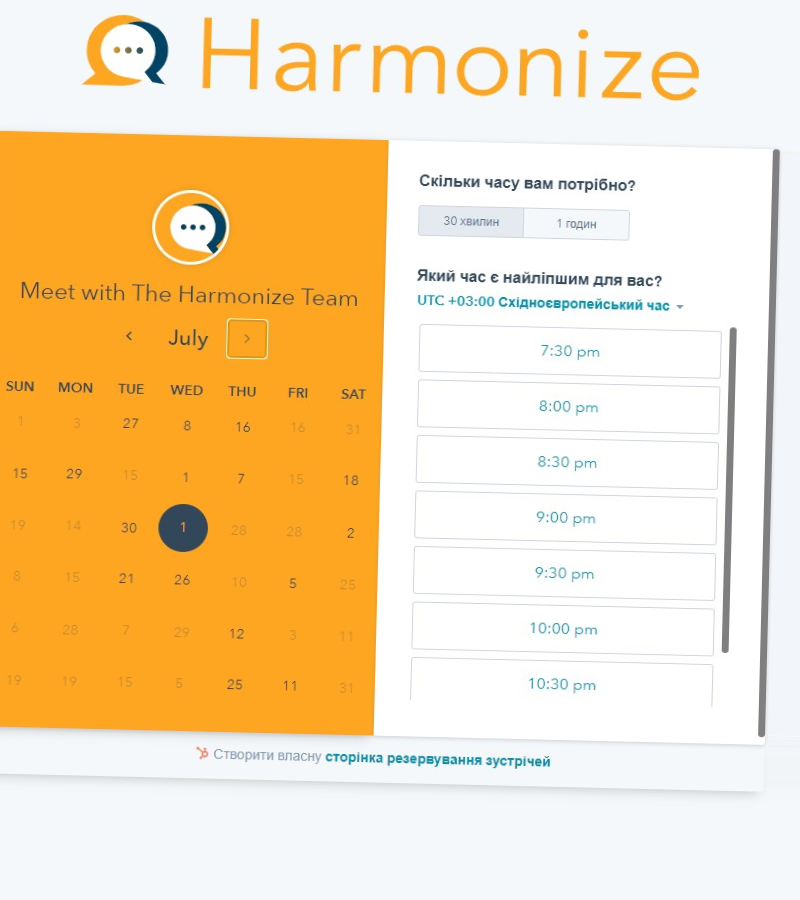 Harmonize
Meet with The Harmonize Team
July
SUN MON TUE WED THU FRI SAT
1 3 27 8 16 16 31
15 29 15 1 7 15 18
19 14 30 1 28 28 2
8 15 21 26 10 5 25
6 28 7 29 12 3 11
19 19 15 5 25 11 31
Скільки часу вам потрібно?
30 хвилин 1 годин
Який час є найліпшим для вас?
UTC +03:00 Східноєвропейський час
7:30 pm
8:00 pm
8:30 pm
9:00 pm
9:30 pm
10:00 pm
10:30 pm
Створити власну сторінка резервування зустрічей